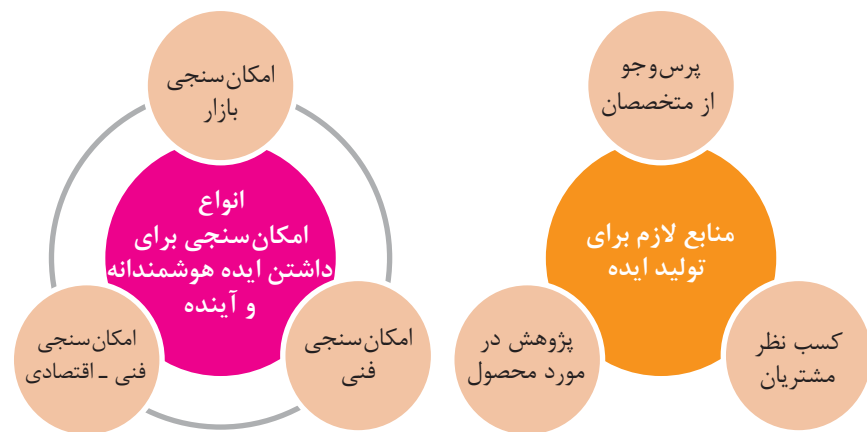 پرس‌وجو
از متخصصان
منابع لازم برای
تولید ایده
کسب نظر
مشتریان
پژوهش در
مورد محصول
امکان‌سنجی
بازار
انواع
امکان‌سنجی برای
داشتن ایده هوشمندانه
و آینده
امکان‌سنجی
فنی
امکان‌سنجی
فنی ـ اقتصادی